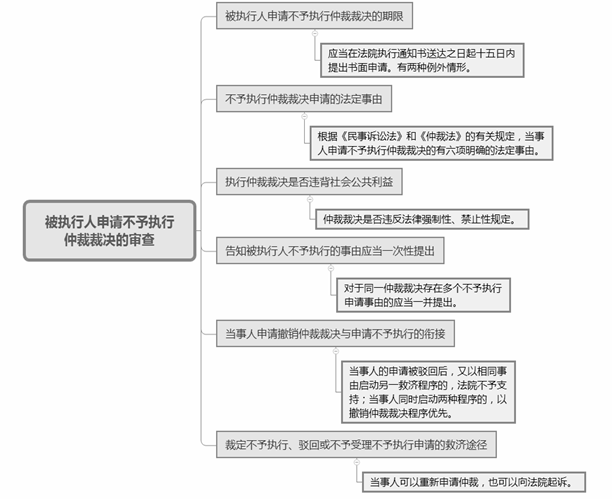 被执行人申请不予执行仲裁裁决的期限
应当在法院执行通知书送达之日起十五日内
提出书面申请。有两种例外情形。
不予执行仲裁裁决申请的法定事由
根据《民事诉讼法》和《仲裁法》的有关规定，当事
人申请不予执行仲裁裁决的有六项明确的法定事由。
执行仲裁裁决是否违背社会公共利益
仲裁裁决是否违反法律强制性、禁止性规定。
被执行人申请不予执行
仲裁裁决的审查
告知被执行人不予执行的事由应当一次性提出
对于同一仲裁裁决存在多个不予执行
申请事由的应当一并提出。
当事人申请撤销仲裁裁决与申请不予执行的衔接
当事人的申请被驳回后，又以相同事
由启动另一救济程序的，法院不予支
持；当事人同时启动两种程序的，以
撤销仲裁裁决程序优先。
裁定不予执行、驳回或不予受理不予执行申请的救济途径
当事人可以重新申请仲裁，也可以向法院起诉。